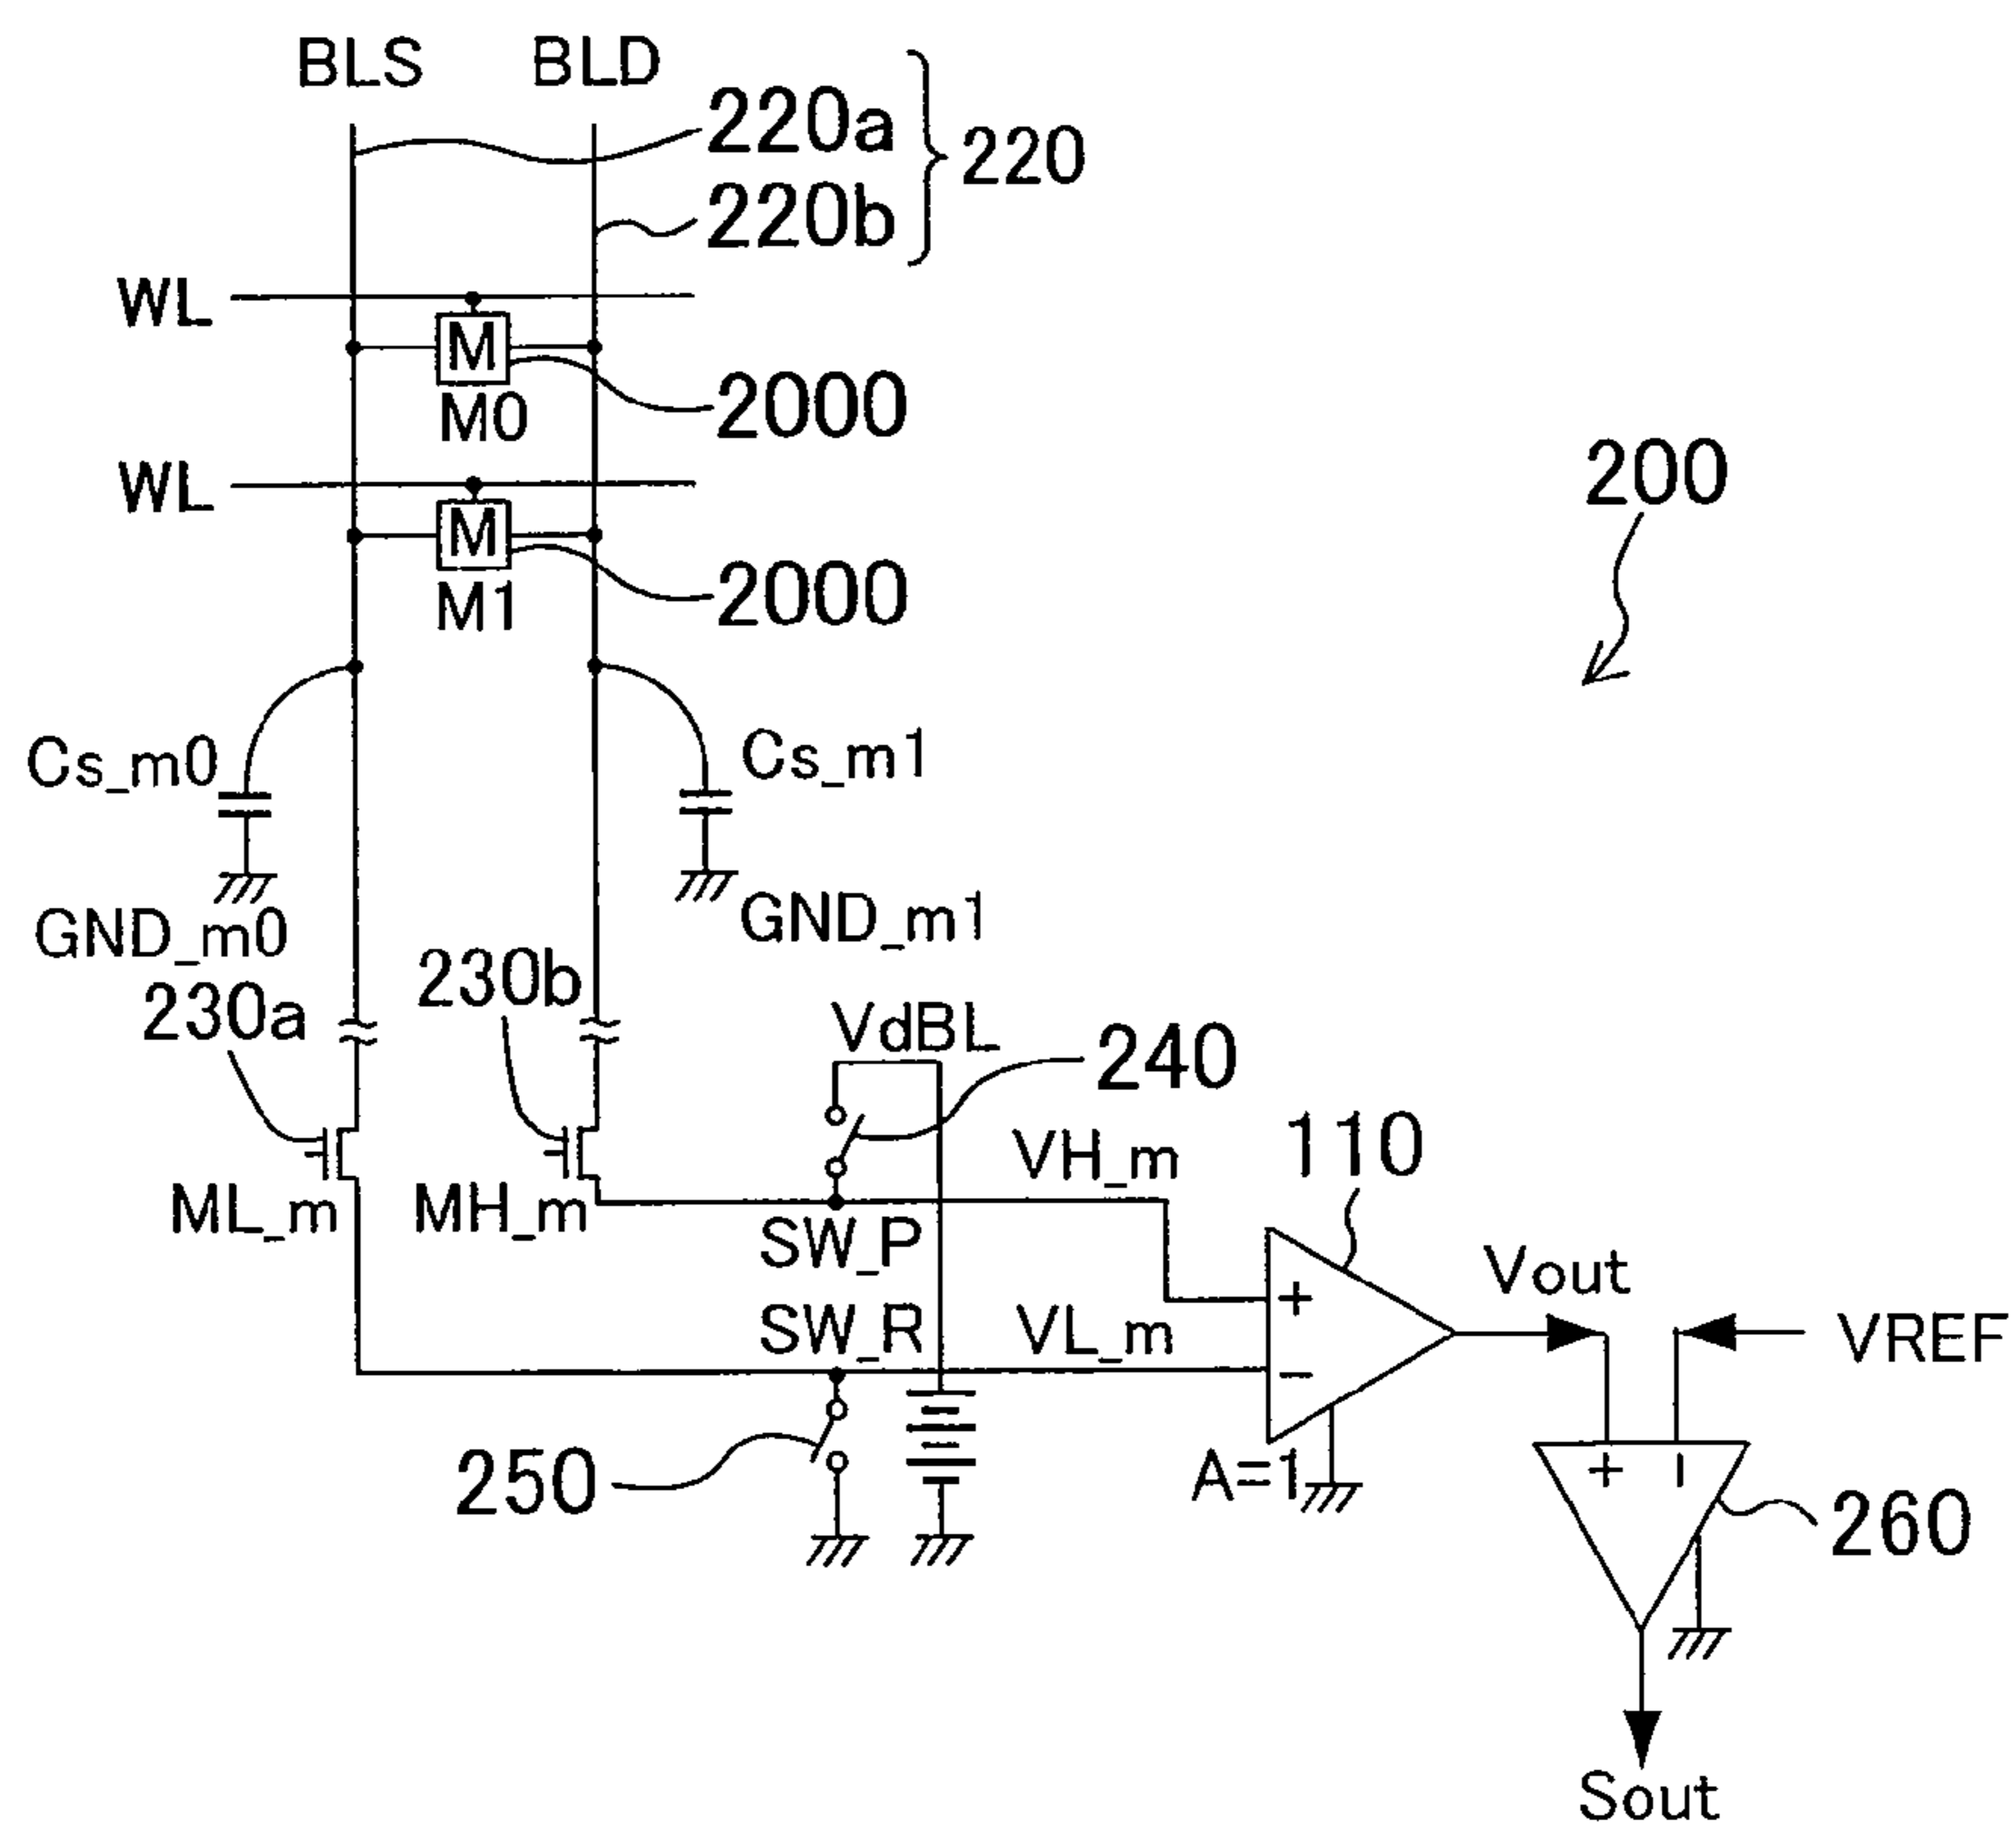 BLS BLD
220a
220
220b
WL
M
M0
2000
WL
M
M1
2000
200
Cs_m0
Cs_m1
GND_m0
GND_m1
230a
230b
VdBL
240
VH_m
110
ML_m
MH_m
SW_P
SW_R
VL_m
+
−
Vout
VREF
250
A=1
+ −
260
Sout